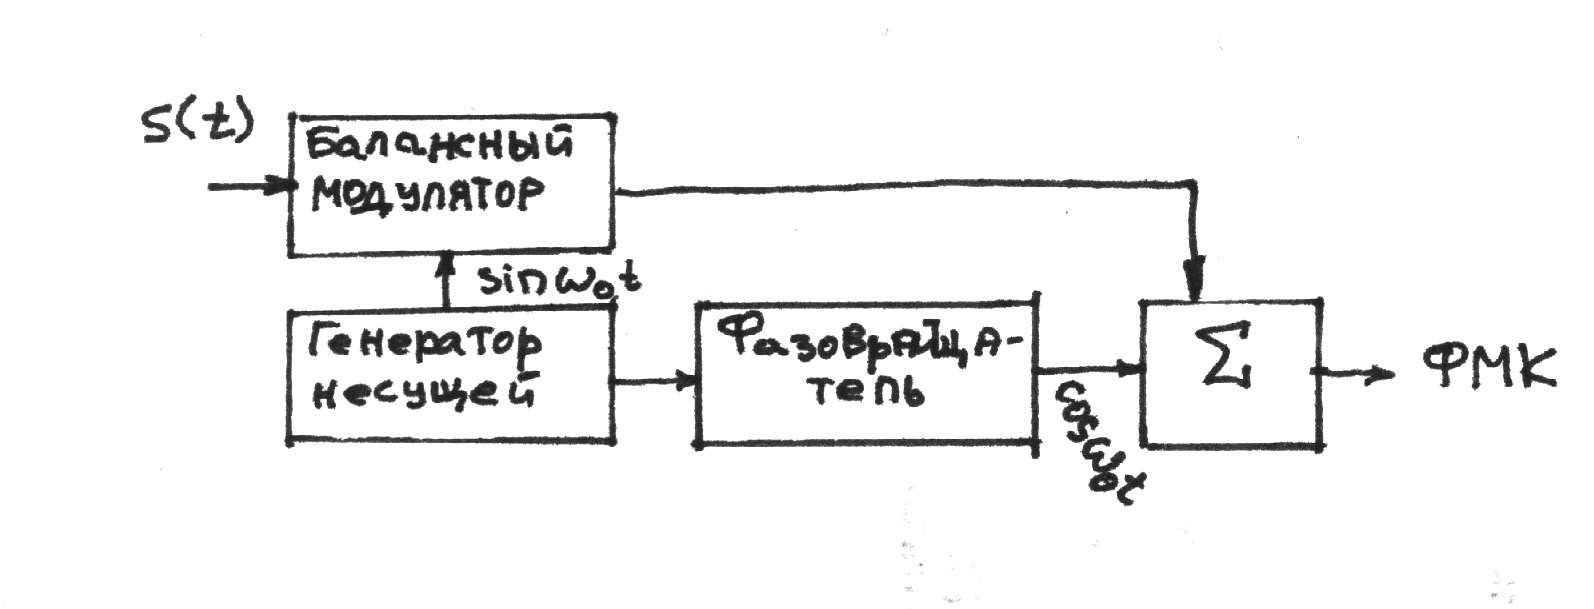 S(t)
Балансный
модулятор
sin ω₀t
Генератор
несущей
Фазовраща-
тель
cos ω₀t
Σ
ФМК